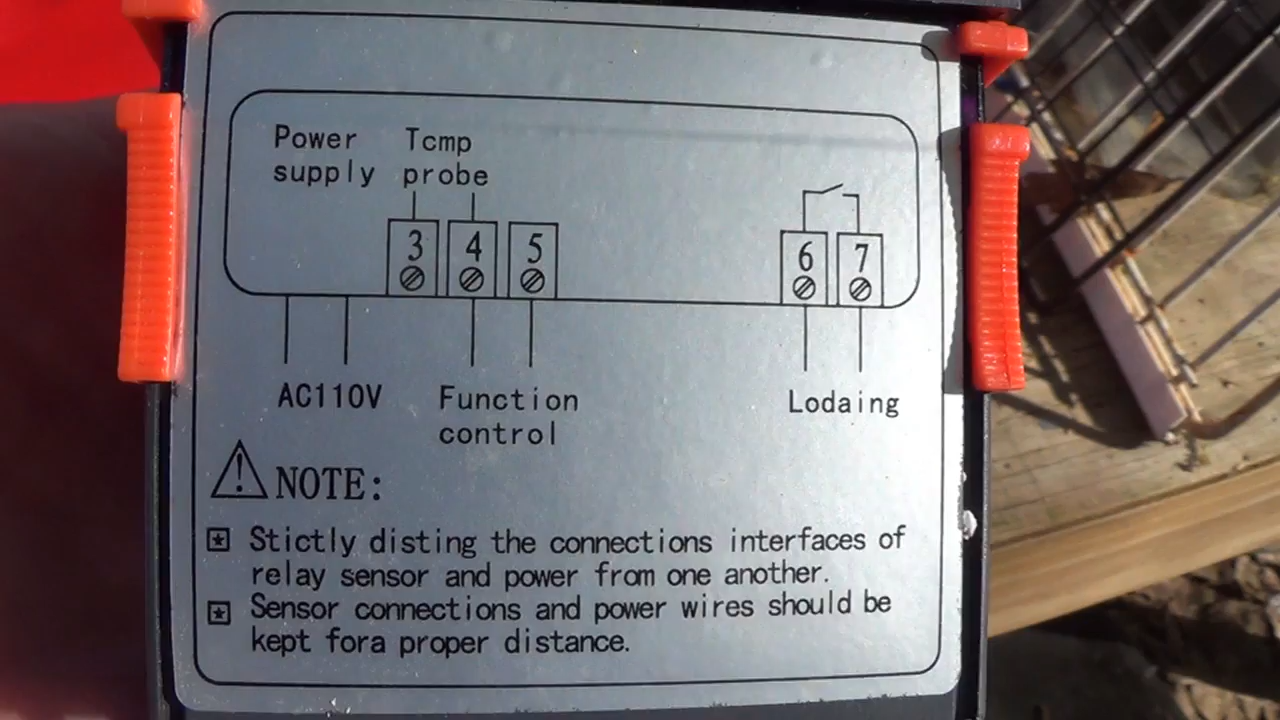 Power Tcmp
supply probe
3 4 5 6 7
AC110V Function Lodaing
control
NOTE:
Stictly disting the connections interfaces of
relay sensor and power from one another.
Sensor connections and power wires should be
kept fora proper distance.